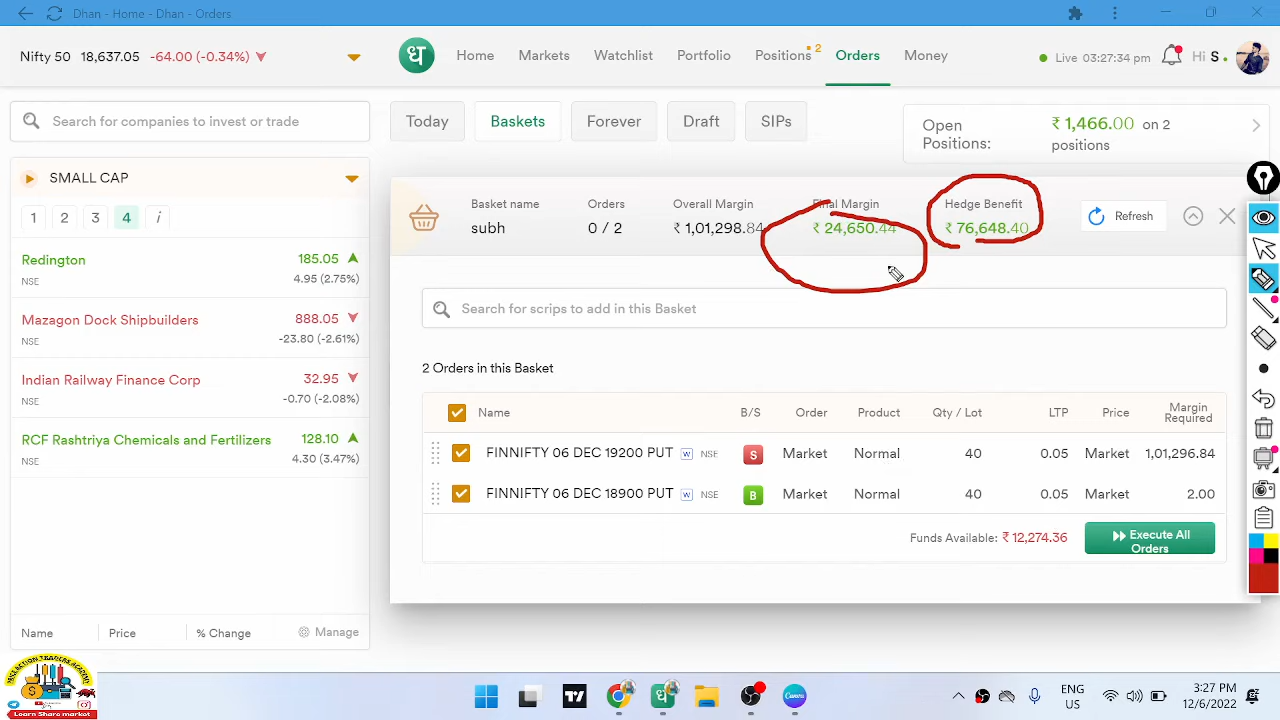 Dhan - Home - Dhan - Orders
Nifty 50 18,637.05 -64.00 (-0.34%)
ध Home Markets Watchlist Portfolio Positions 2 Orders Money
Live 03:27:34 pm Hi S
Search for companies to invest or trade
Today Baskets Forever Draft SIPs
Open Positions: ₹ 1,466.00 on 2 positions
SMALL CAP
1 2 3 4 i
Redington 185.05
NSE 4.95 (2.75%)
Mazagon Dock Shipbuilders 888.05
NSE -23.80 (-2.61%)
Indian Railway Finance Corp 32.95
NSE -0.70 (-2.08%)
RCF Rashtriya Chemicals and Fertilizers 128.10
NSE 4.30 (3.47%)
Name Price % Change Manage
Basket name Orders Overall Margin Final Margin Hedge Benefit
subh 0 / 2 ₹ 1,01,298.84 ₹ 24,650.44 ₹ 76,648.40 Refresh
Search for scrips to add in this Basket
2 Orders in this Basket
Name B/S Order Product Qty / Lot LTP Price Margin Required
FINNIFTY 06 DEC 19200 PUT W NSE S Market Normal 40 0.05 Market 1,01,296.84
FINNIFTY 06 DEC 18900 PUT W NSE B Market Normal 40 0.05 Market 2.00
Funds Available: ₹ 12,274.36 Execute All Orders
Learn Share market
Canva
ENG
US
3:27 PM
12/6/2022